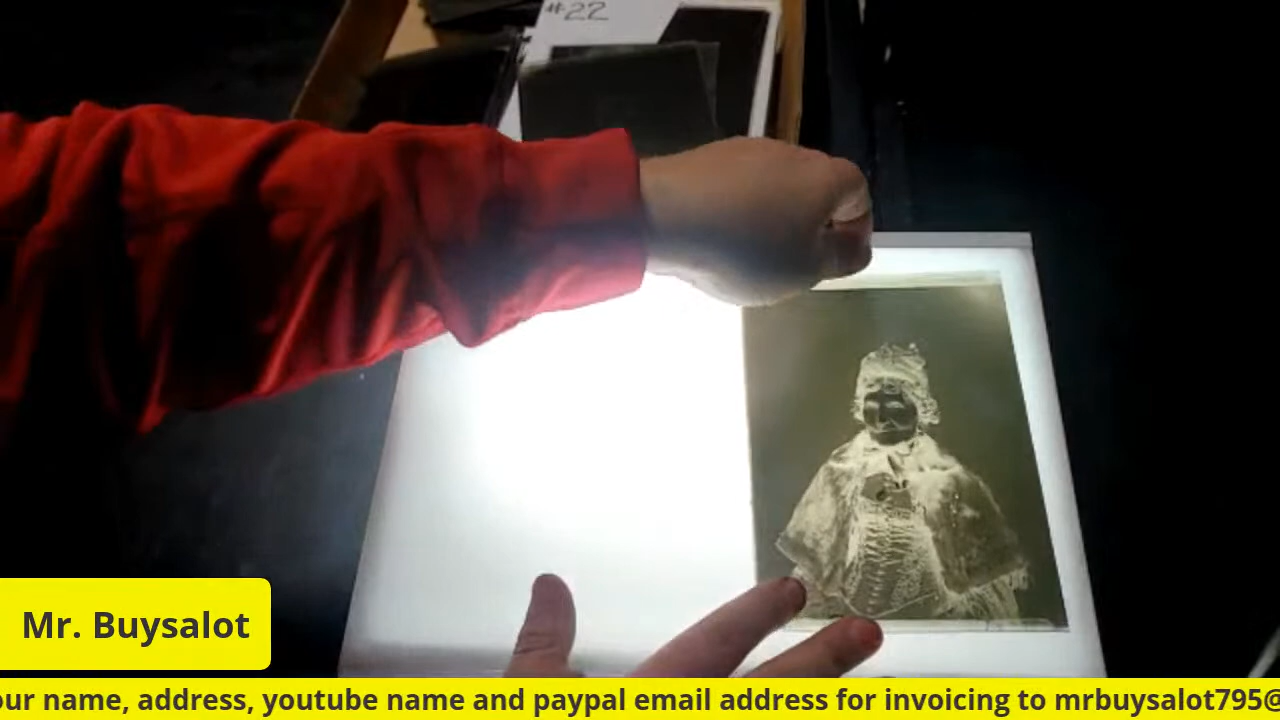 #22
Mr. Buysalot
our name, address, youtube name and paypal email address for invoicing to mrbuysalot795@